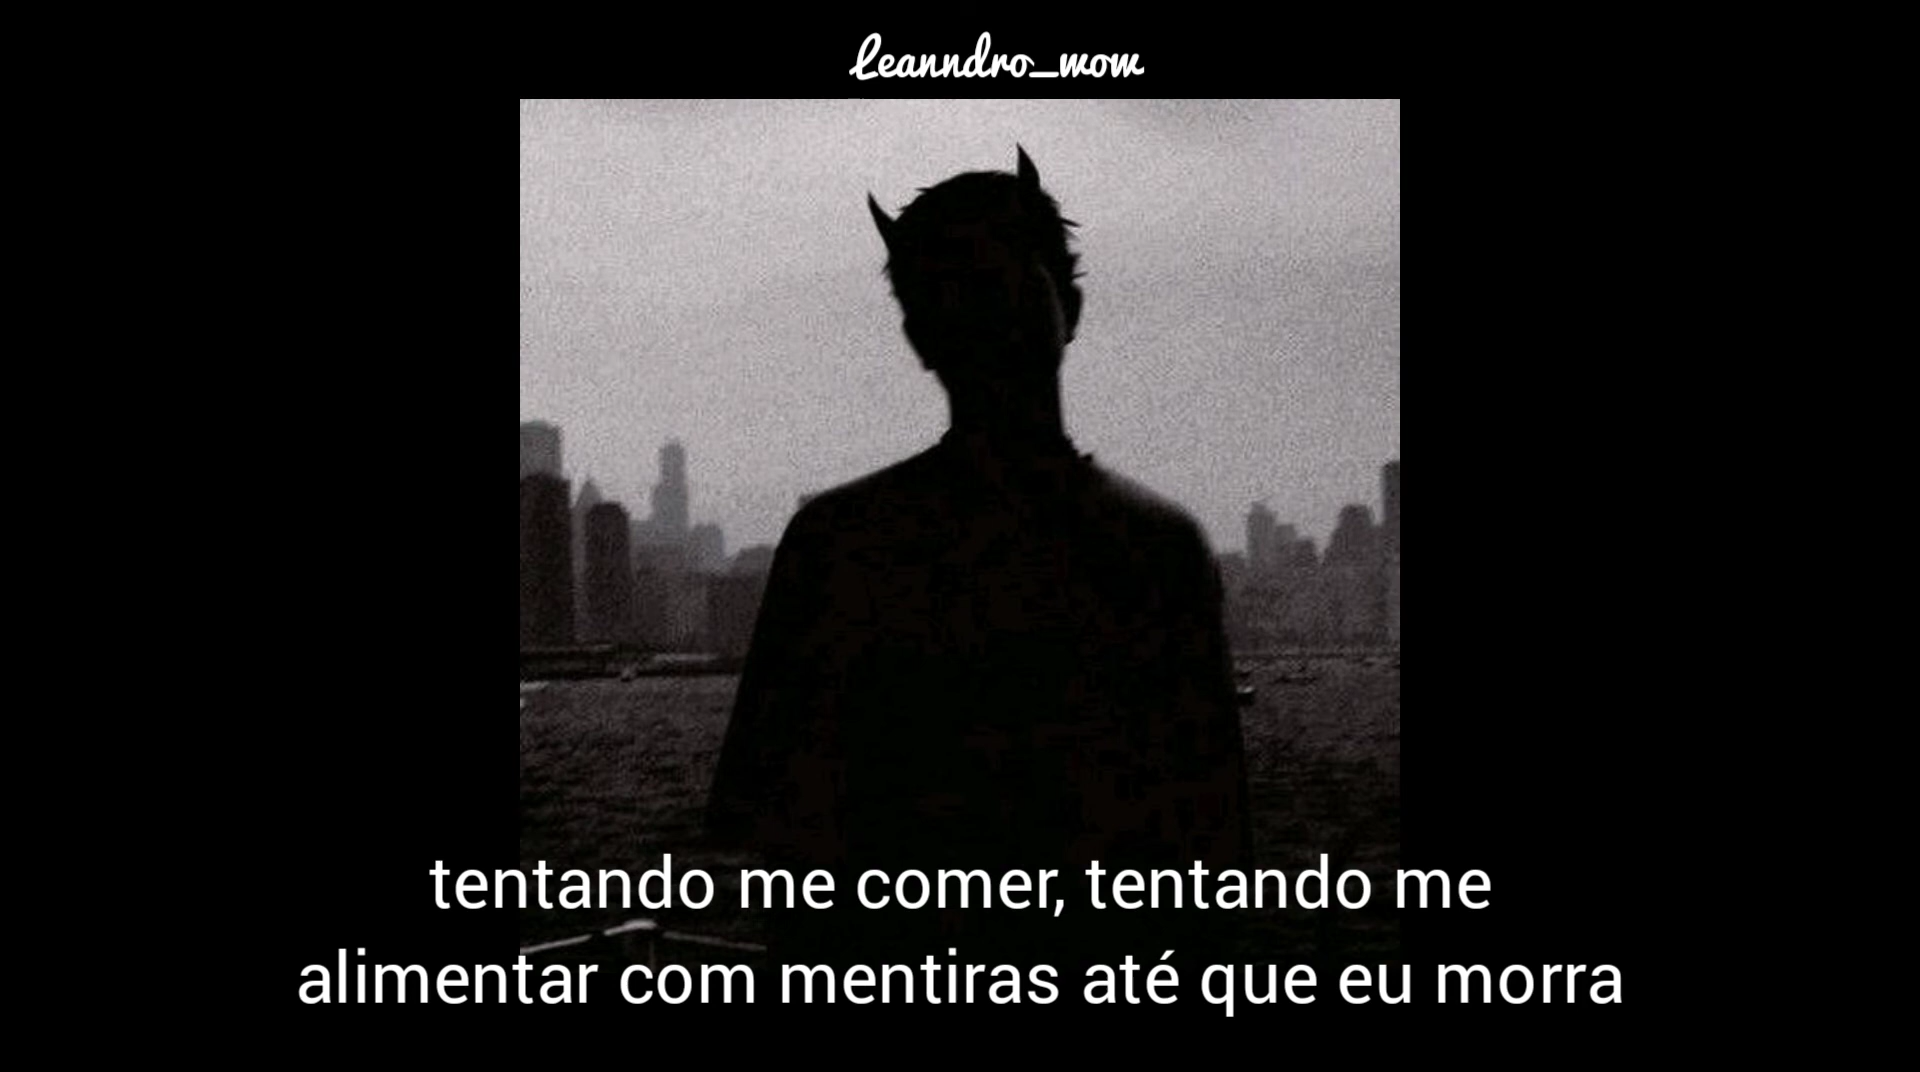 Leanndro_wow
tentando me comer, tentando me
alimentar com mentiras até que eu morra